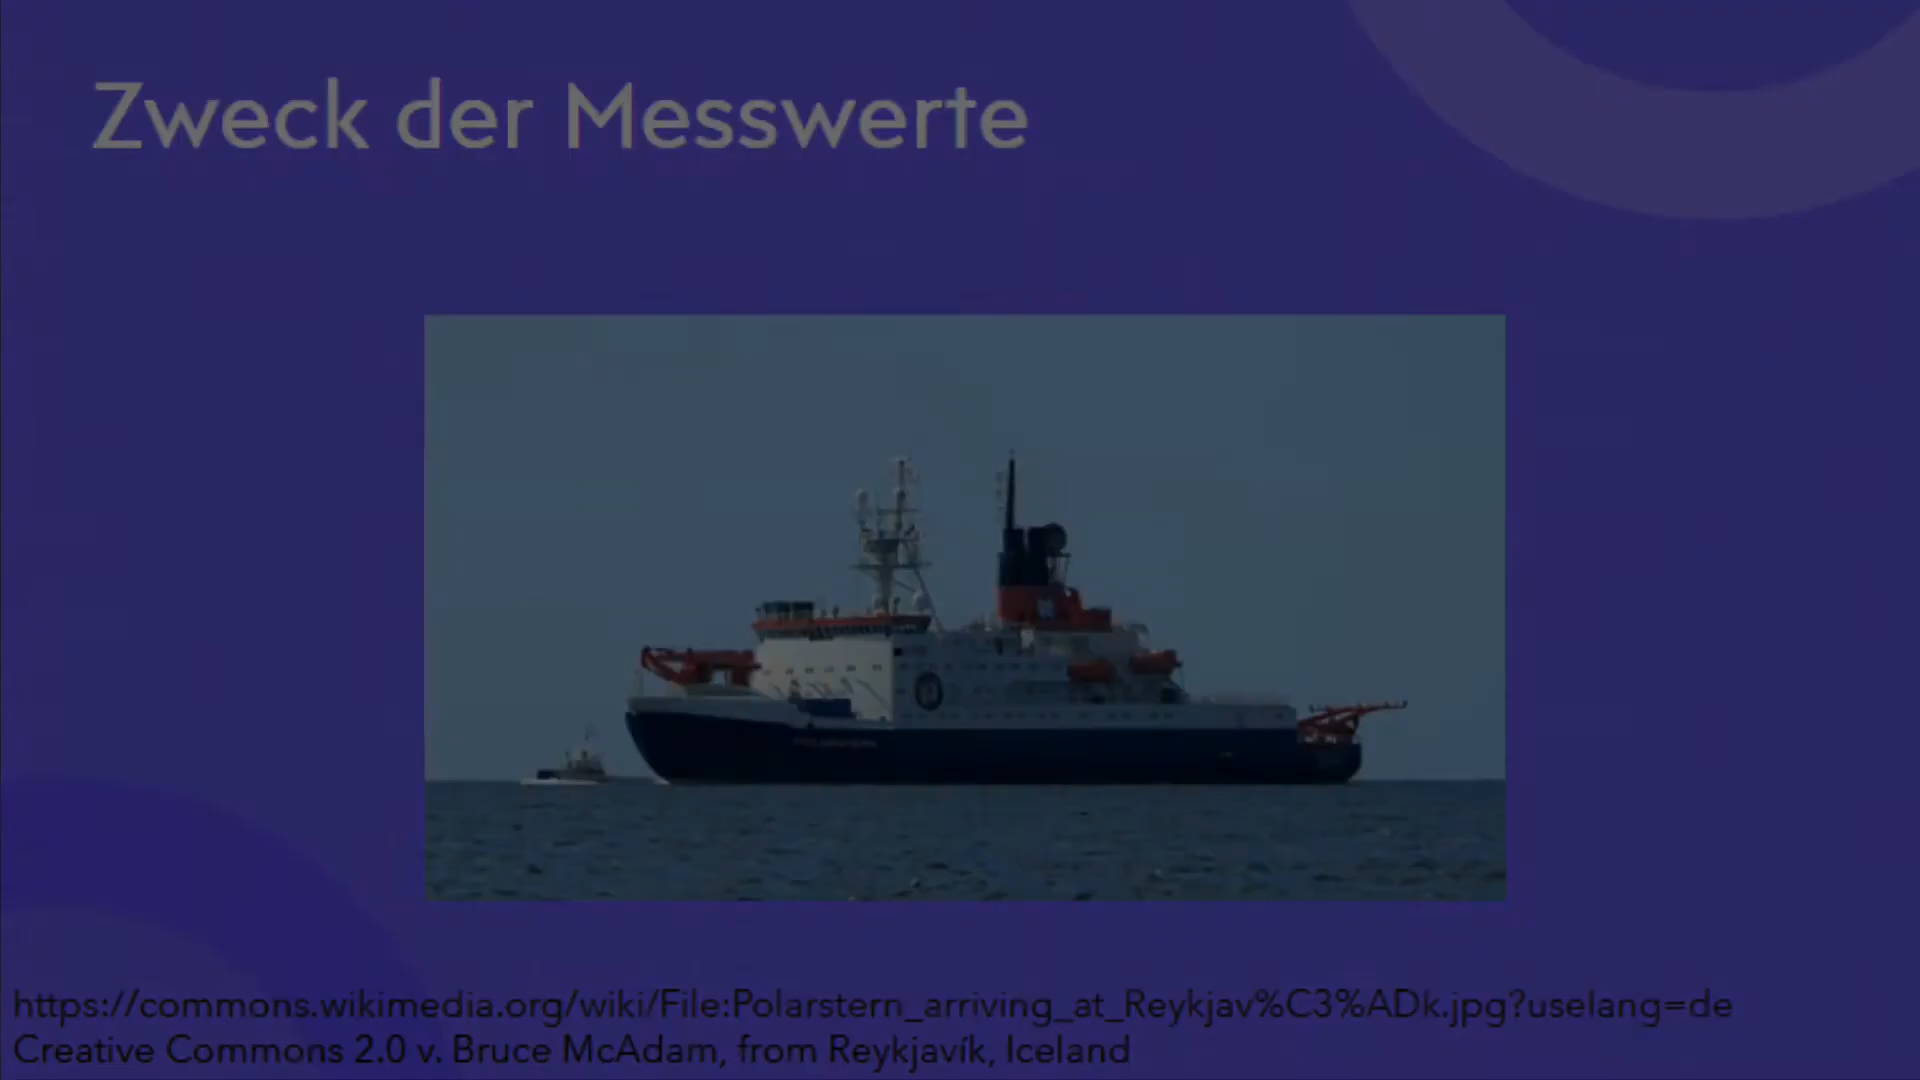 Zweck der Messwerte
https://commons.wikimedia.org/wiki/File:Polarstern_arriving_at_Reykjav%C3%ADk.jpg?uselang=de
Creative Commons 2.0 v. Bruce McAdam, from Reykjavík, Iceland